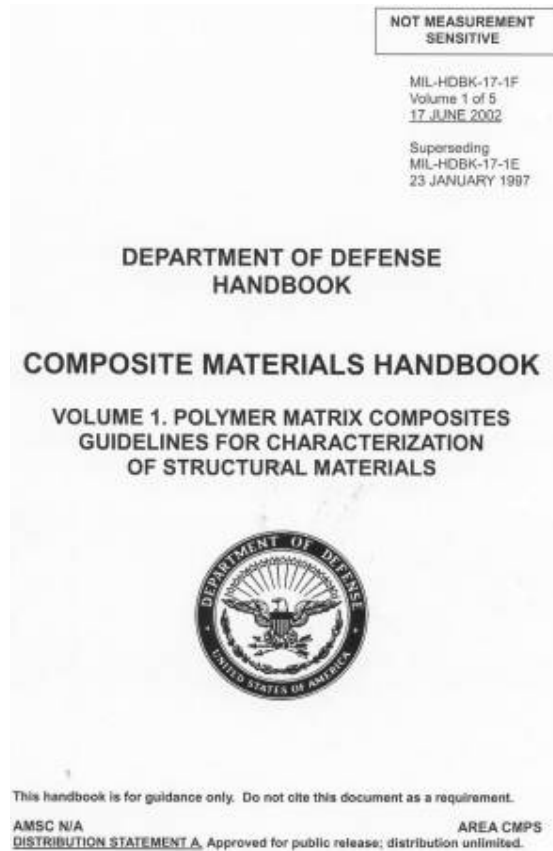 NOT MEASUREMENT
SENSITIVE
MIL-HDBK-17-1F
Volume 1 of 5
17 JUNE 2002
Superseding
MIL-HDBK-17-1E
23 JANUARY 1997
DEPARTMENT OF DEFENSE
HANDBOOK
COMPOSITE MATERIALS HANDBOOK
VOLUME 1. POLYMER MATRIX COMPOSITES
GUIDELINES FOR CHARACTERIZATION
OF STRUCTURAL MATERIALS
DEPARTMENT OF DEFENSE
UNITED STATES OF AMERICA
This handbook is for guidance only. Do not cite this document as a requirement.
AMSC N/A AREA CMPS
DISTRIBUTION STATEMENT A. Approved for public release; distribution unlimited.